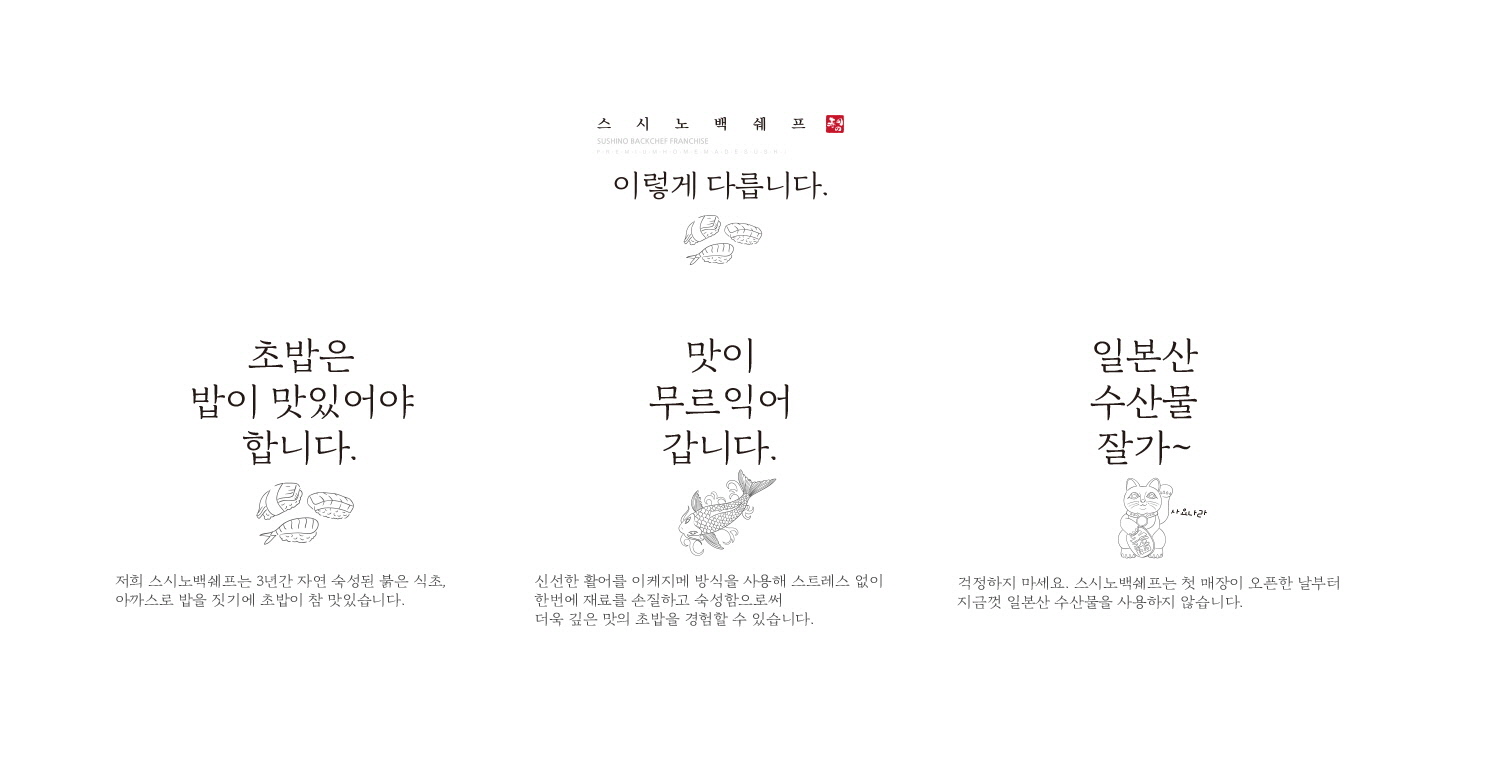 스시노백쉐프
SUSHINO BACKCHEF FRANCHISE
이렇게 다릅니다.
초밥은
밥이 맛있어야
합니다.
저희 스시노백쉐프는 3년간 자연 숙성된 붉은 식초,
아까스로 밥을 짓기에 초밥이 참 맛있습니다.
맛이
무르익어
갑니다.
신선한 활어를 이케지메 방식을 사용해 스트레스 없이
한번에 재료를 손질하고 숙성함으로써
더욱 깊은 맛의 초밥을 경험할 수 있습니다.
일본산
수산물
잘가~
사요나라
걱정하지 마세요. 스시노백쉐프는 첫 매장이 오픈한 날부터
지금껏 일본산 수산물을 사용하지 않습니다.